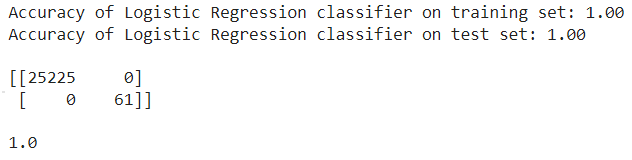 Accuracy of Logistic Regression classifier on training set: 1.00
Accuracy of Logistic Regression classifier on test set: 1.00
[[25225     0]
 [    0    61]]
1.0